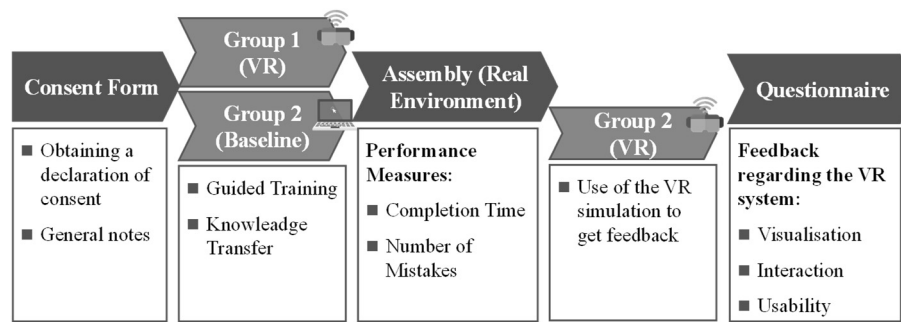 Consent Form
Obtaining a
declaration of
consent
General notes
Group 1
(VR)
Group 2
(Baseline)
Guided Training
Knowleadge
Transfer
Assembly (Real
Environment)
Performance
Measures:
Completion Time
Number of
Mistakes
Group 2
(VR)
Use of the VR
simulation to
get feedback
Questionnaire
Feedback
regarding the VR
system:
Visualisation
Interaction
Usability